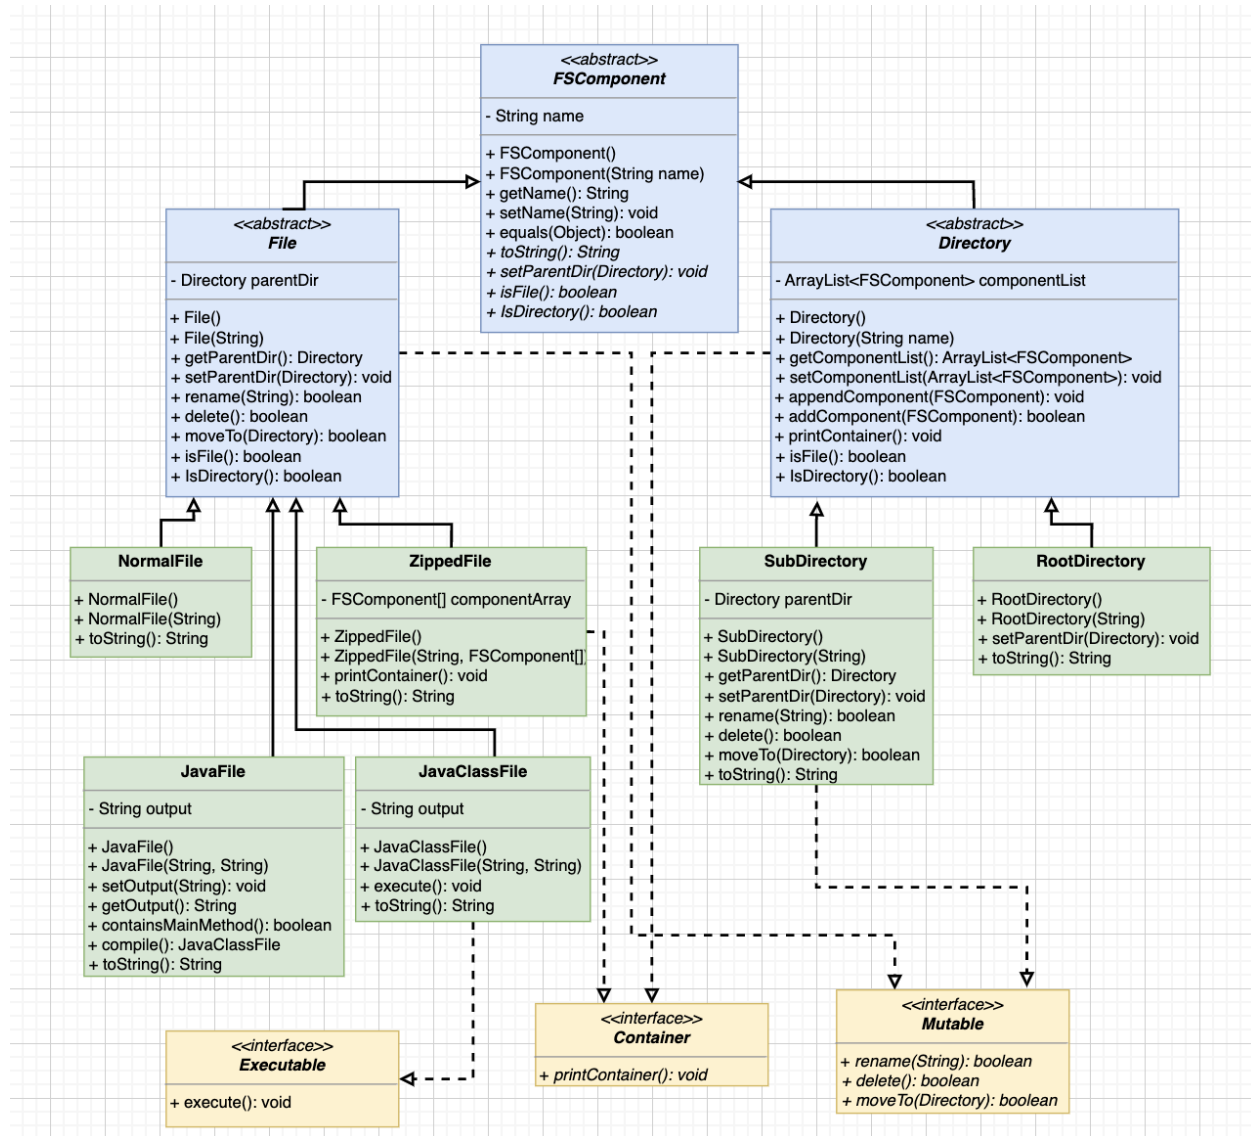 <<abstract>>
FSComponent
- String name
+ FSComponent()
+ FSComponent(String name)
+ getName(): String
+ setName(String): void
+ equals(Object): boolean
+ toString(): String
+ setParentDir(Directory): void
+ isFile(): boolean
+ IsDirectory(): boolean
<<abstract>>
File
- Directory parentDir
+ File()
+ File(String)
+ getParentDir(): Directory
+ setParentDir(Directory): void
+ rename(String): boolean
+ delete(): boolean
+ moveTo(Directory): boolean
+ isFile(): boolean
+ IsDirectory(): boolean
<<abstract>>
Directory
- ArrayList<FSComponent> componentList
+ Directory()
+ Directory(String name)
+ getComponentList(): ArrayList<FSComponent>
+ setComponentList(ArrayList<FSComponent>): void
+ appendComponent(FSComponent): void
+ addComponent(FSComponent): boolean
+ printContainer(): void
+ isFile(): boolean
+ IsDirectory(): boolean
NormalFile
+ NormalFile()
+ NormalFile(String)
+ toString(): String
ZippedFile
- FSComponent[] componentArray
+ ZippedFile()
+ ZippedFile(String, FSComponent[])
+ printContainer(): void
+ toString(): String
SubDirectory
- Directory parentDir
+ SubDirectory()
+ SubDirectory(String)
+ getParentDir(): Directory
+ setParentDir(Directory): void
+ rename(String): boolean
+ delete(): boolean
+ moveTo(Directory): boolean
+ toString(): String
RootDirectory
+ RootDirectory()
+ RootDirectory(String)
+ setParentDir(Directory): void
+ toString(): String
JavaFile
- String output
+ JavaFile()
+ JavaFile(String, String)
+ setOutput(String): void
+ getOutput(): String
+ containsMainMethod(): boolean
+ compile(): JavaClassFile
+ toString(): String
JavaClassFile
- String output
+ JavaClassFile()
+ JavaClassFile(String, String)
+ execute(): void
+ toString(): String
<<interface>>
Executable
+ execute(): void
<<interface>>
Container
+ printContainer(): void
<<interface>>
Mutable
+ rename(String): boolean
+ delete(): boolean
+ moveTo(Directory): boolean